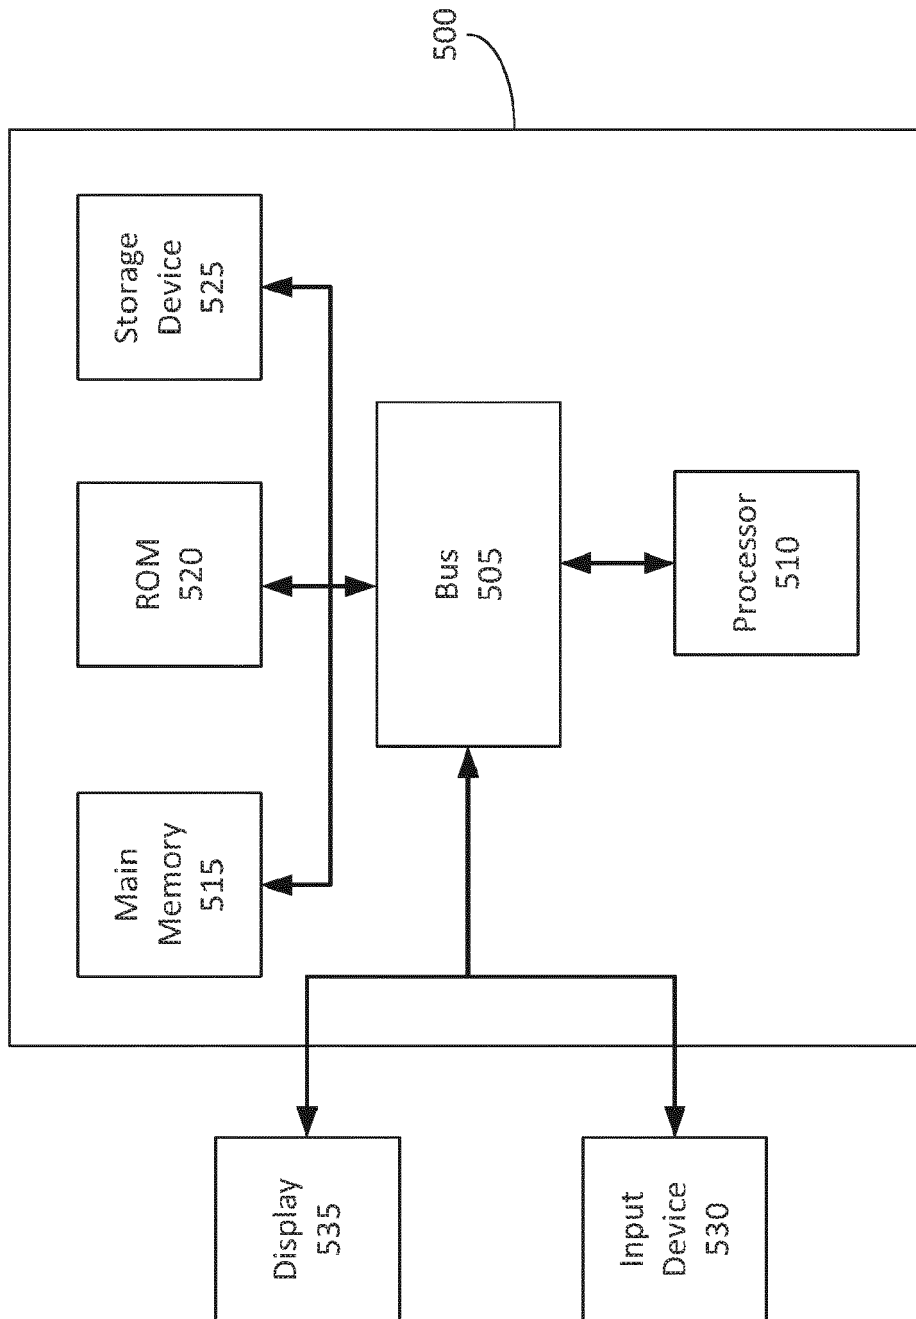 500
Main
Memory
515
ROM
520
Storage
Device
525
Display
535
Bus
505
Input
Device
530
Processor
510